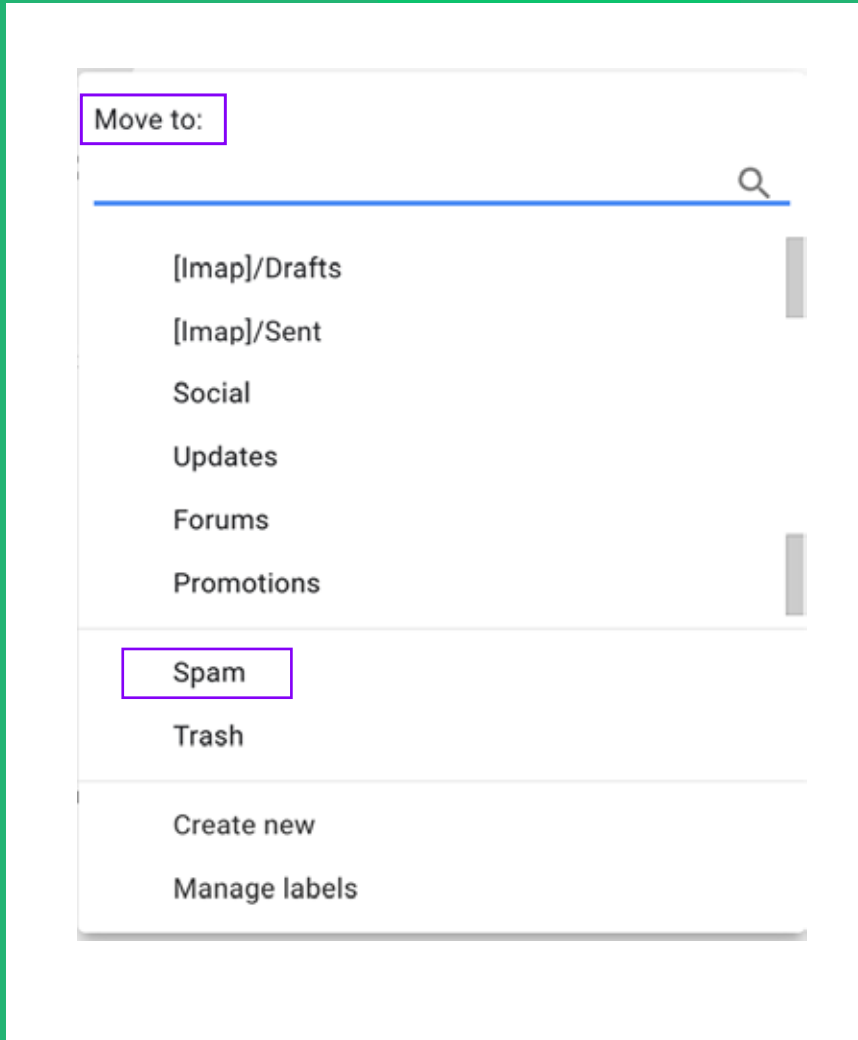 Move to:
[Imap]/Drafts
[Imap]/Sent
Social
Updates
Forums
Promotions
Spam
Trash
Create new
Manage labels